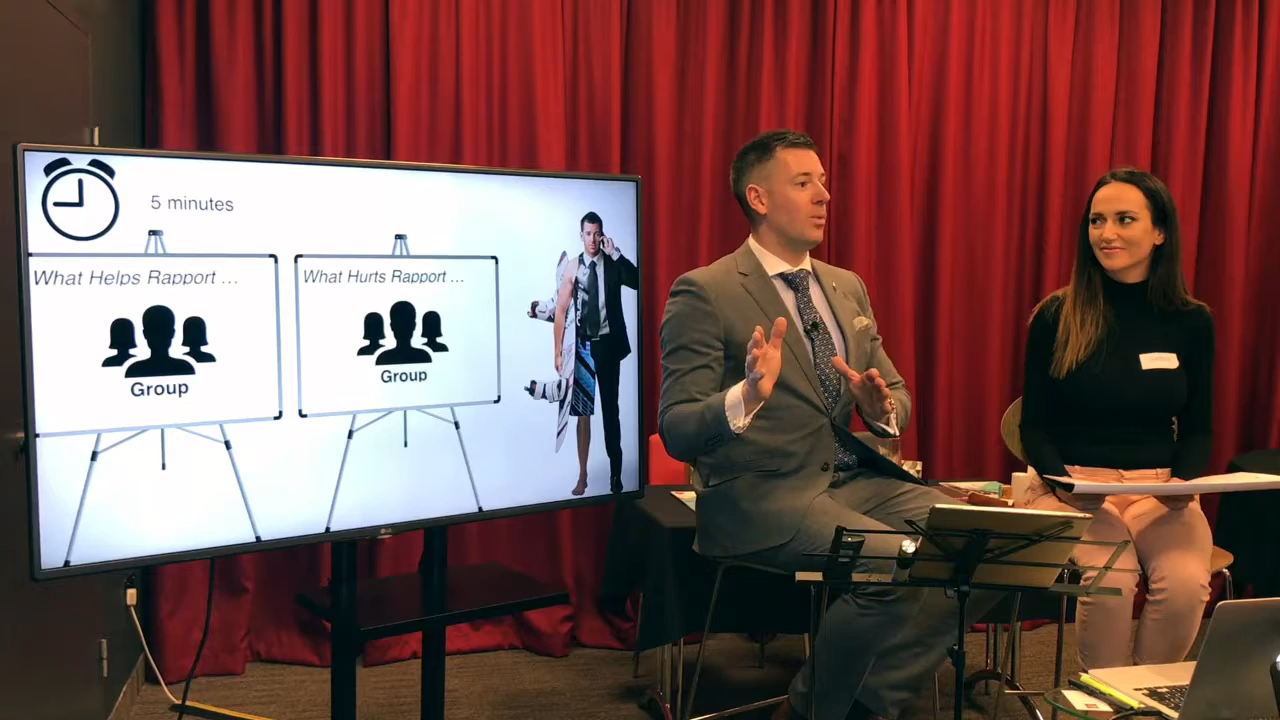 5 minutes
What Helps Rapport ...
Group
What Hurts Rapport ...
Group
LG